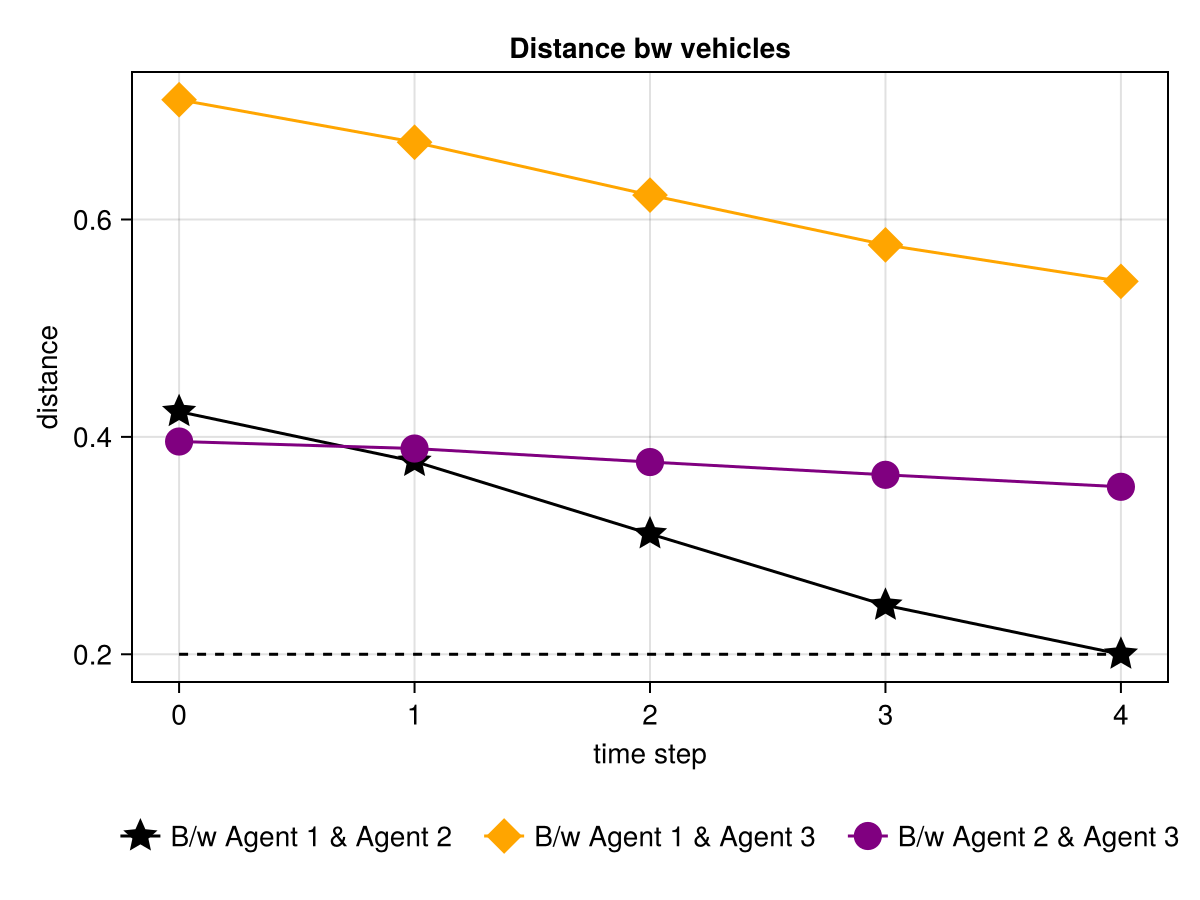 Distance bw vehicles
distance
0.6
0.4
0.2
0 1 2 3 4
time step
B/w Agent 1 & Agent 2 B/w Agent 1 & Agent 3 B/w Agent 2 & Agent 3